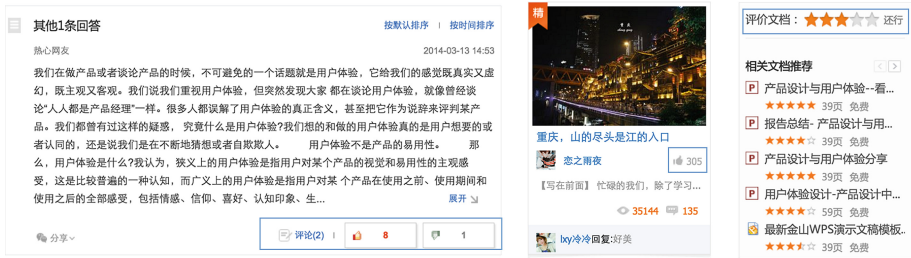 其他1条回答
按默认排序 | 按时间排序
热心网友
2014-03-13 14:53
我们在做产品或者谈论产品的时候，不可避免的一个话题就是用户体验，它给我们的感觉既真实又虚
幻，既主观又客观。我们说我们重视用户体验，但突然发现大家 都在谈论用户体验，就像曾经谈
论“人人都是产品经理”一样。很多人都误解了用户体验的真正含义，甚至把它作为说辞来评判某产
品。我们都曾有过这样的疑惑， 究竟什么是用户体验?我们想的和做的用户体验真的是用户想要的或
者认同的，还是说我们是在不断地猜想或者自欺欺人。 用户体验不是产品的易用性。 那
么，用户体验是什么?我认为，狭义上的用户体验是指用户对某个产品的视觉和易用性的主观感
受，这是比较普遍的一种认知，而广义上的用户体验是指用户对某 个产品在使用之前、使用期间和
使用之后的全部感受，包括情感、信仰、喜好、认知印象、生...
展开
分享
评论(2) | 8 1
精
重庆，山的尽头是江的入口
恋之雨夜
305
【写在前面】 忙碌的我们，除了学习...
35144 135
lxy冷冷回复:好美
评价文档： 还行
相关文档推荐
产品设计与用户体验--看...
39页 免费
报告总结- 产品设计与用...
39页 免费
产品设计与用户体验分享
39页 免费
用户体验设计-产品设计中...
59页 免费
最新金山WPS演示文稿模板..
39页 免费